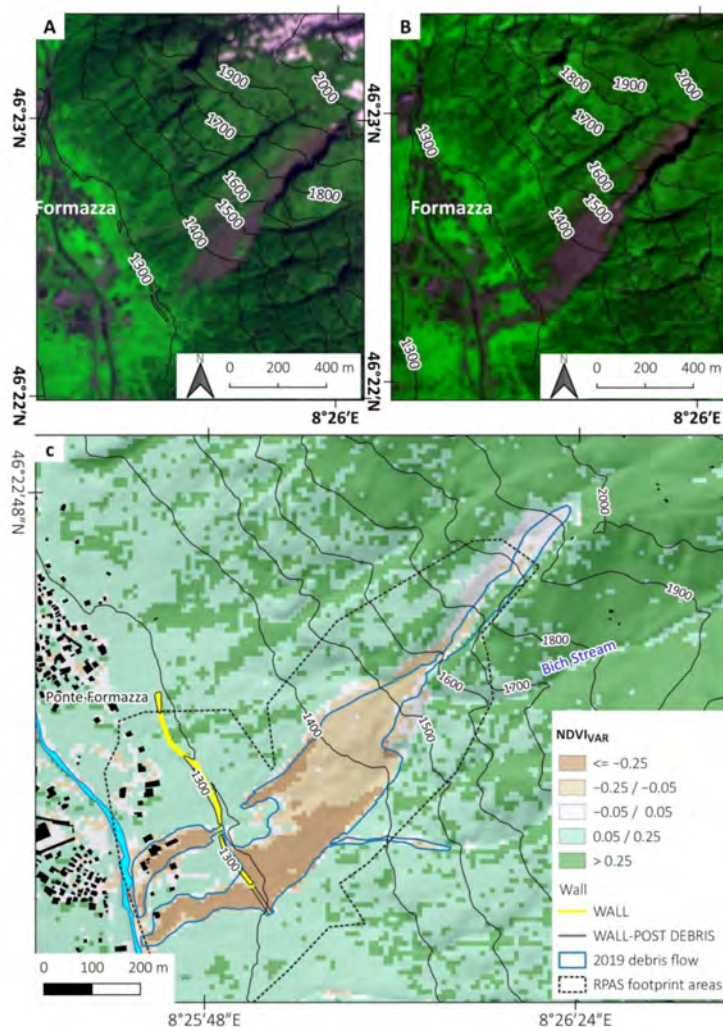 A
1900
2000
46°23'N
1700
1600
1800
1500
1400
Formazza
1300
N
0 200 400 m
46°22'N
8°26'E
B
1800
1900
2000
46°23'N
1300
1700
1600
1500
1400
Formazza
1300
N
0 200 400 m
46°22'N
8°26'E
C
46°22'48"N
2000
1900
1800
Bich Stream
1700
1600
1500
1400
Ponte Formazza
1300
1300
NDVIVAR
<= −0.25
−0.25 / −0.05
−0.05 / 0.05
0.05 / 0.25
> 0.25
Wall
WALL
WALL-POST DEBRIS
2019 debris flow
RPAS footprint areas
0 100 200 m
8°25'48"E
8°26'24"E